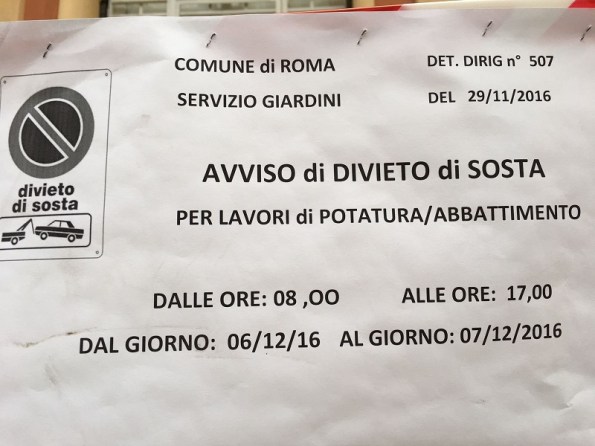 COMUNE di ROMA
DET. DIRIG n° 507
SERVIZIO GIARDINI
DEL 29/11/2016
divieto
di sosta
AVVISO di DIVIETO di SOSTA
PER LAVORI di POTATURA/ABBATTIMENTO
DALLE ORE: 08 ,OO ALLE ORE: 17,00
DAL GIORNO: 06/12/16 AL GIORNO: 07/12/2016